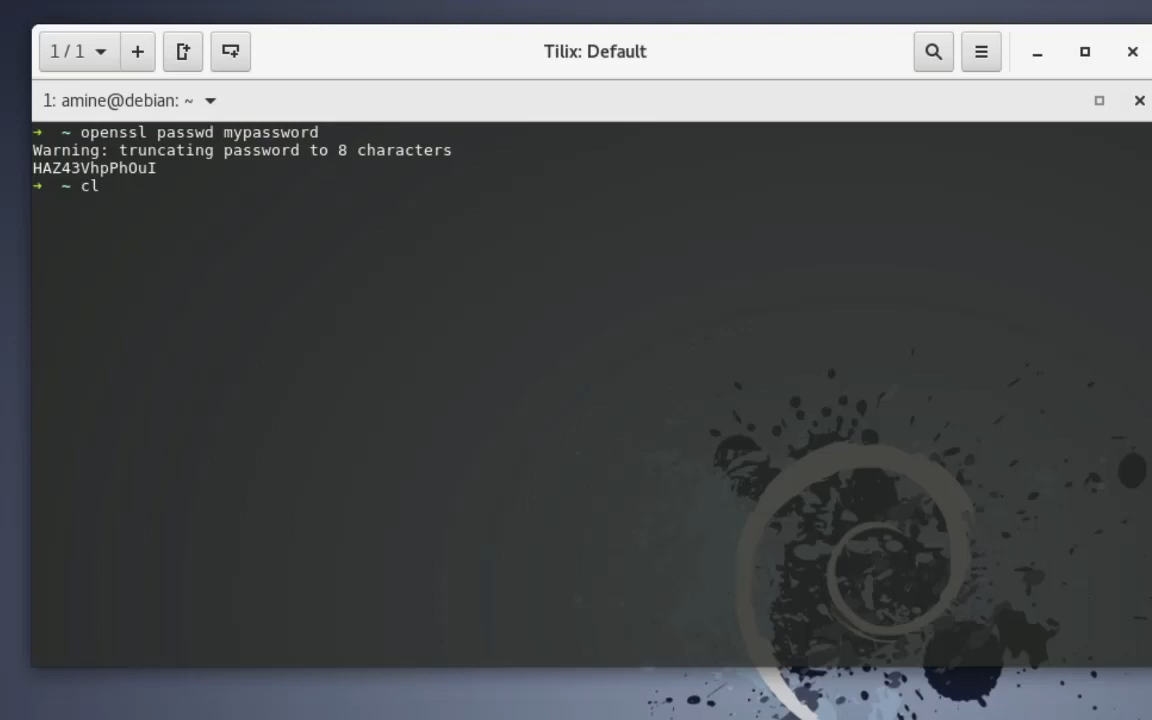 1 / 1
Tilix: Default
1: amine@debian: ~
➜ ~ openssl passwd mypassword
Warning: truncating password to 8 characters
HAZ43VhpPhOuI
➜ ~ cl